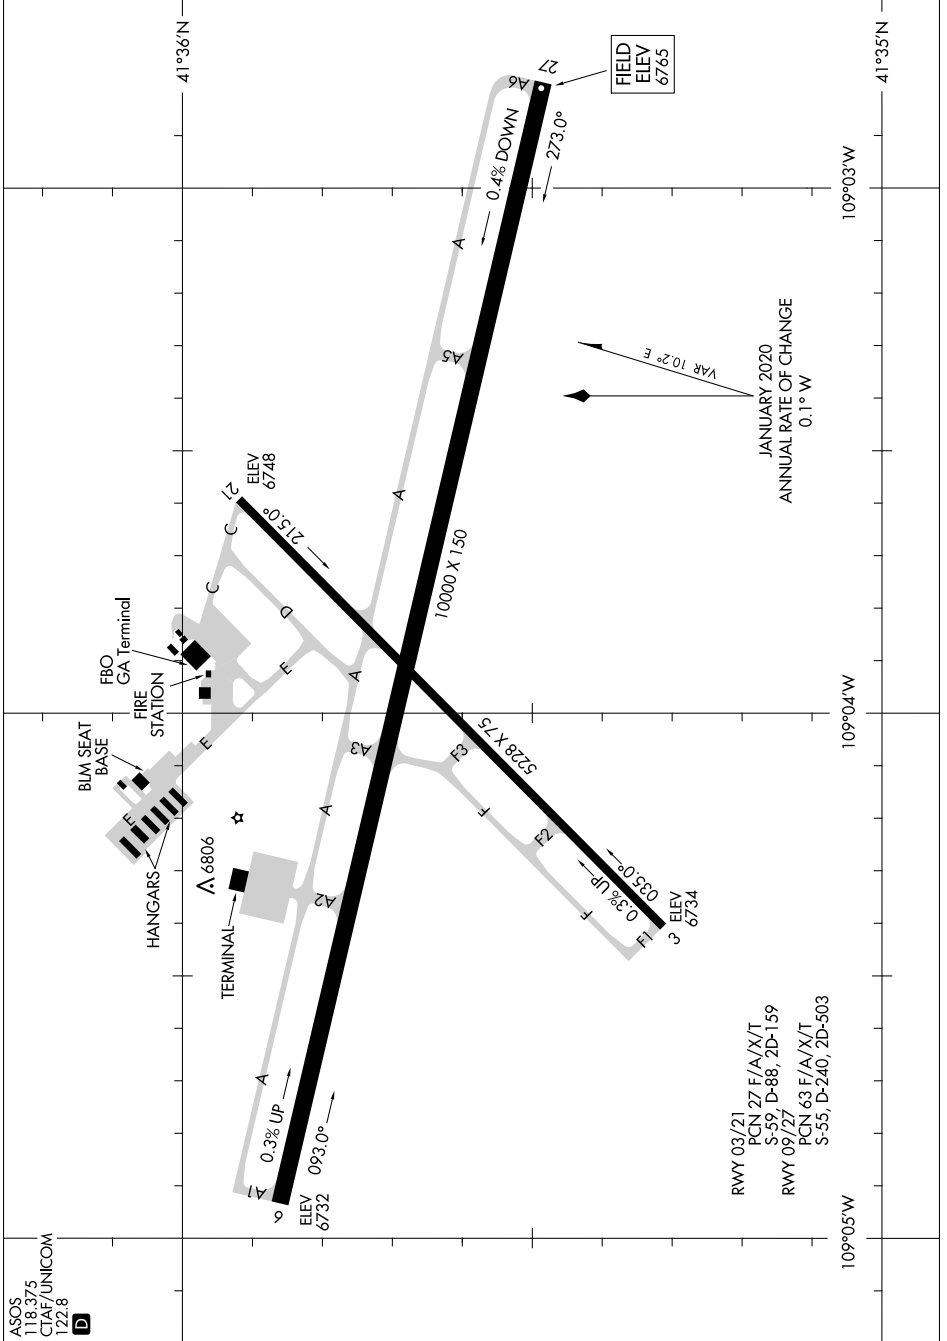 ASOS
118.375
CTAF/UNICOM
122.8
D
41°36'N
41°35'N
109°05'W
109°04'W
109°03'W
HANGARS
BLM SEAT
BASE
FIRE
STATION
FBO
GA Terminal
TERMINAL
6806
E
E
E
C
C
D
21
ELEV
6748
215.0°
A1
A
A2
A
A3
A
A
A5
A
A6
9
ELEV
6732
0.3% UP
093.0°
10000 X 150
0.4% DOWN
273.0°
27
FIELD
ELEV
6765
F3
F
F2
F
F1
5228 X 75
0.3% UP
035.0°
3
ELEV
6734
VAR 10.2° E
JANUARY 2020
ANNUAL RATE OF CHANGE
0.1° W
RWY 03/21
PCN 27 F/A/X/T
S-59, D-88, 2D-159
RWY 09/27
PCN 63 F/A/X/T
S-55, D-240, 2D-503